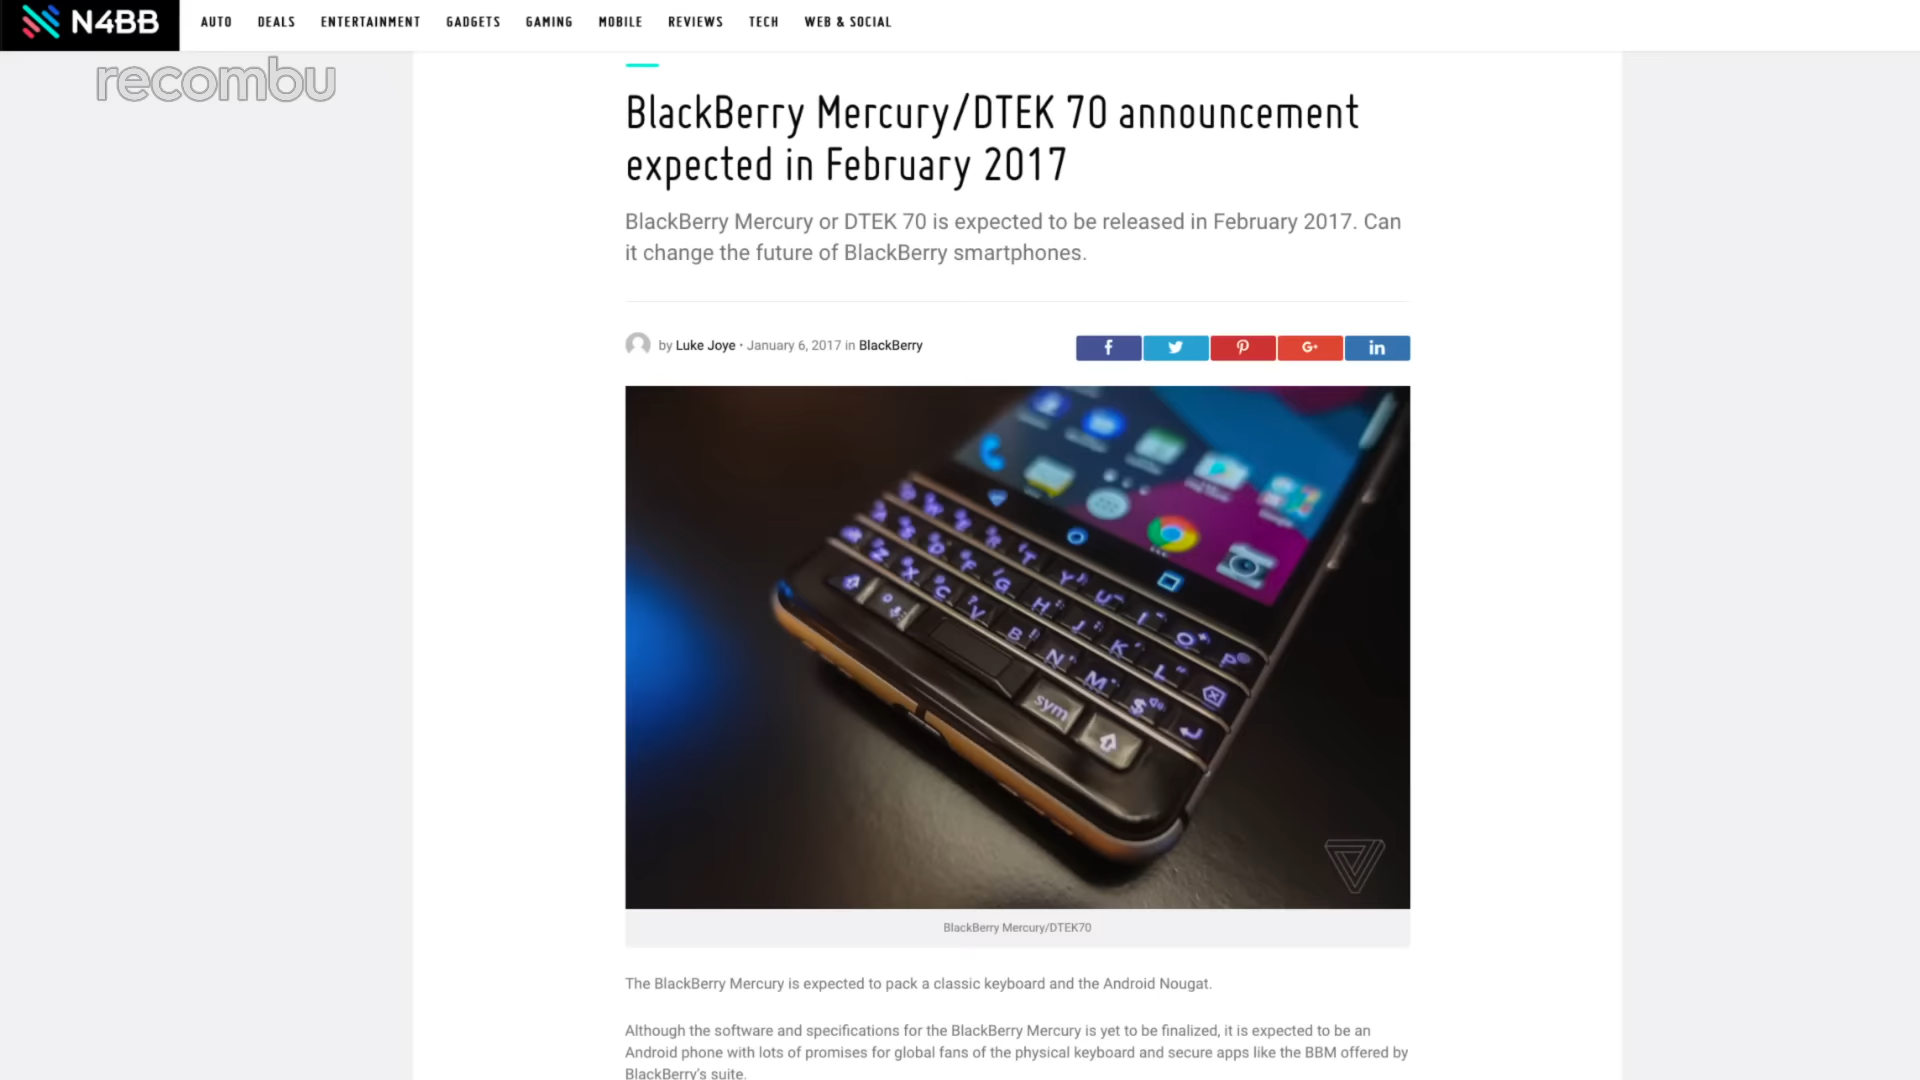 N4BB AUTO DEALS ENTERTAINMENT GADGETS GAMING MOBILE REVIEWS TECH WEB & SOCIAL
recombu
BlackBerry Mercury/DTEK 70 announcement
expected in February 2017
BlackBerry Mercury or DTEK 70 is expected to be released in February 2017. Can
it change the future of BlackBerry smartphones.
by Luke Joye • January 6, 2017 in BlackBerry
f G+ in
T Y U I O P
G H J K L
C V B N M $
sym
BlackBerry Mercury/DTEK70
The BlackBerry Mercury is expected to pack a classic keyboard and the Android Nougat.
Although the software and specifications for the BlackBerry Mercury is yet to be finalized, it is expected to be an
Android phone with lots of promises for global fans of the physical keyboard and secure apps like the BBM offered by
BlackBerry's suite.